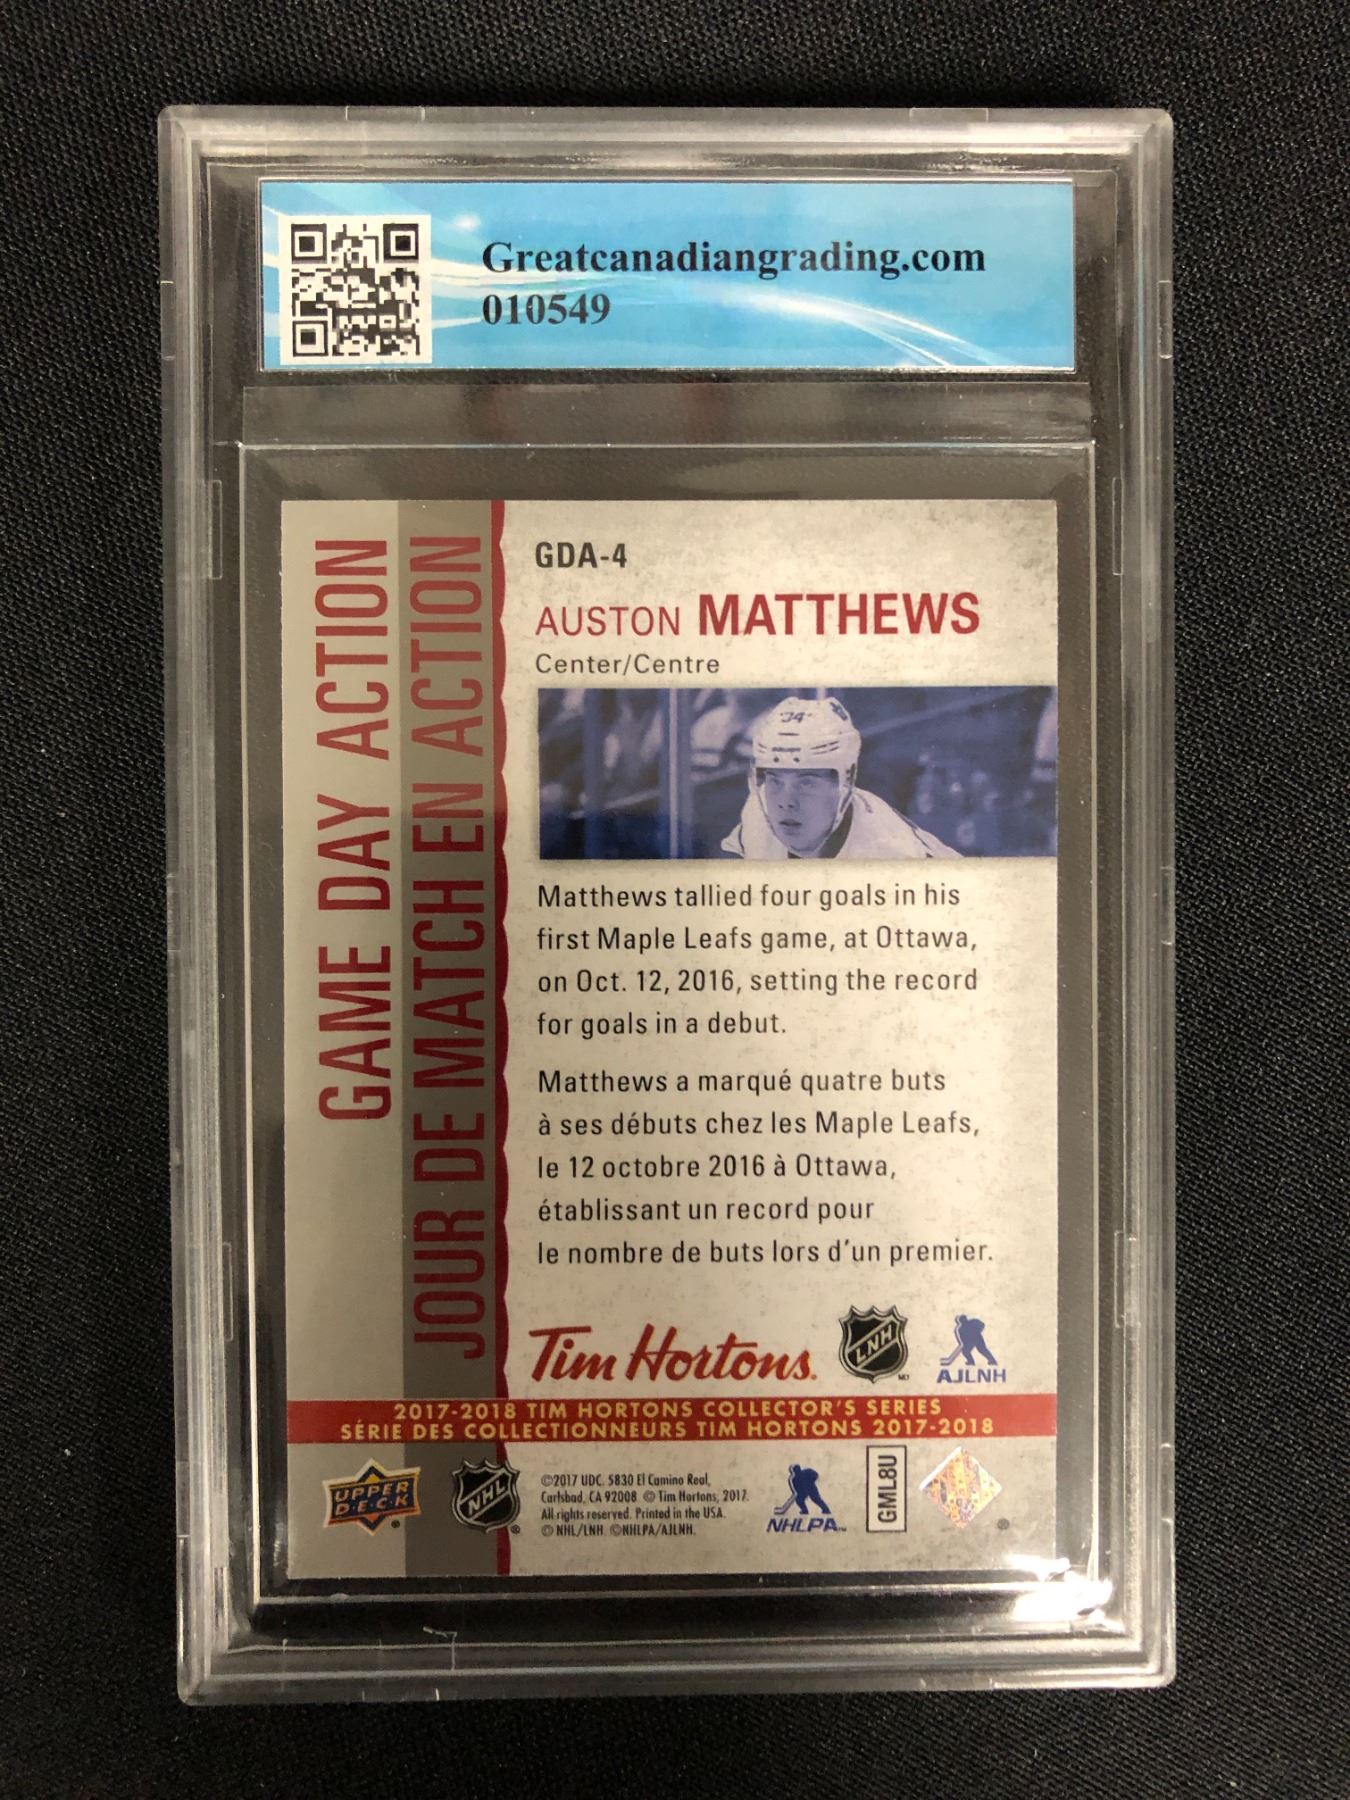 Greatcanadiangrading.com
010549
GAME DAY ACTION
JOUR DE MATCH EN ACTION
GDA-4
AUSTON MATTHEWS
Center/Centre
34
Matthews tallied four goals in his
first Maple Leafs game, at Ottawa,
on Oct. 12, 2016, setting the record
for goals in a debut.
Matthews a marqué quatre buts
à ses débuts chez les Maple Leafs,
le 12 octobre 2016 à Ottawa,
établissant un record pour
le nombre de buts lors d'un premier.
Tim Hortons.
LNH
MD
AJLNH
2017-2018 TIM HORTONS COLLECTOR'S SERIES
SÉRIE DES COLLECTIONNEURS TIM HORTONS 2017-2018
UPPER
DECK
®
NHL
®
©2017 UDC. 5830 El Camino Real,
Carlsbad, CA 92008. © Tim Hortons, 2017.
All rights reserved. Printed in the USA.
© NHL/LNH. ©NHLPA/AJLNH.
NHLPA™
GML8U
®